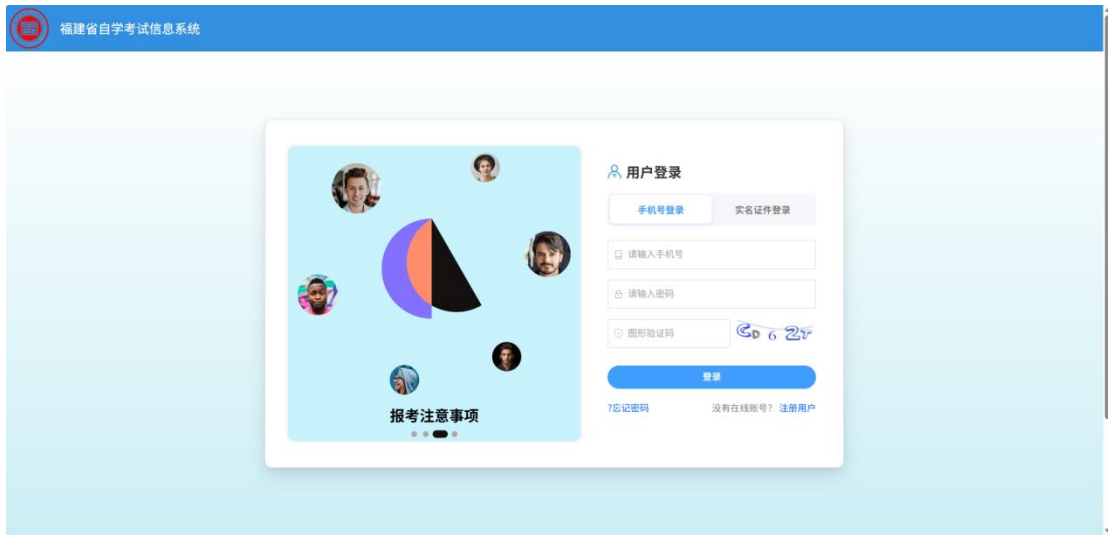 福建省自学考试信息系统
报考注意事项
用户登录
手机号登录 实名证件登录
请输入手机号
请输入密码
图形验证码 CD62T
登录
?忘记密码 没有在线账号? 注册用户